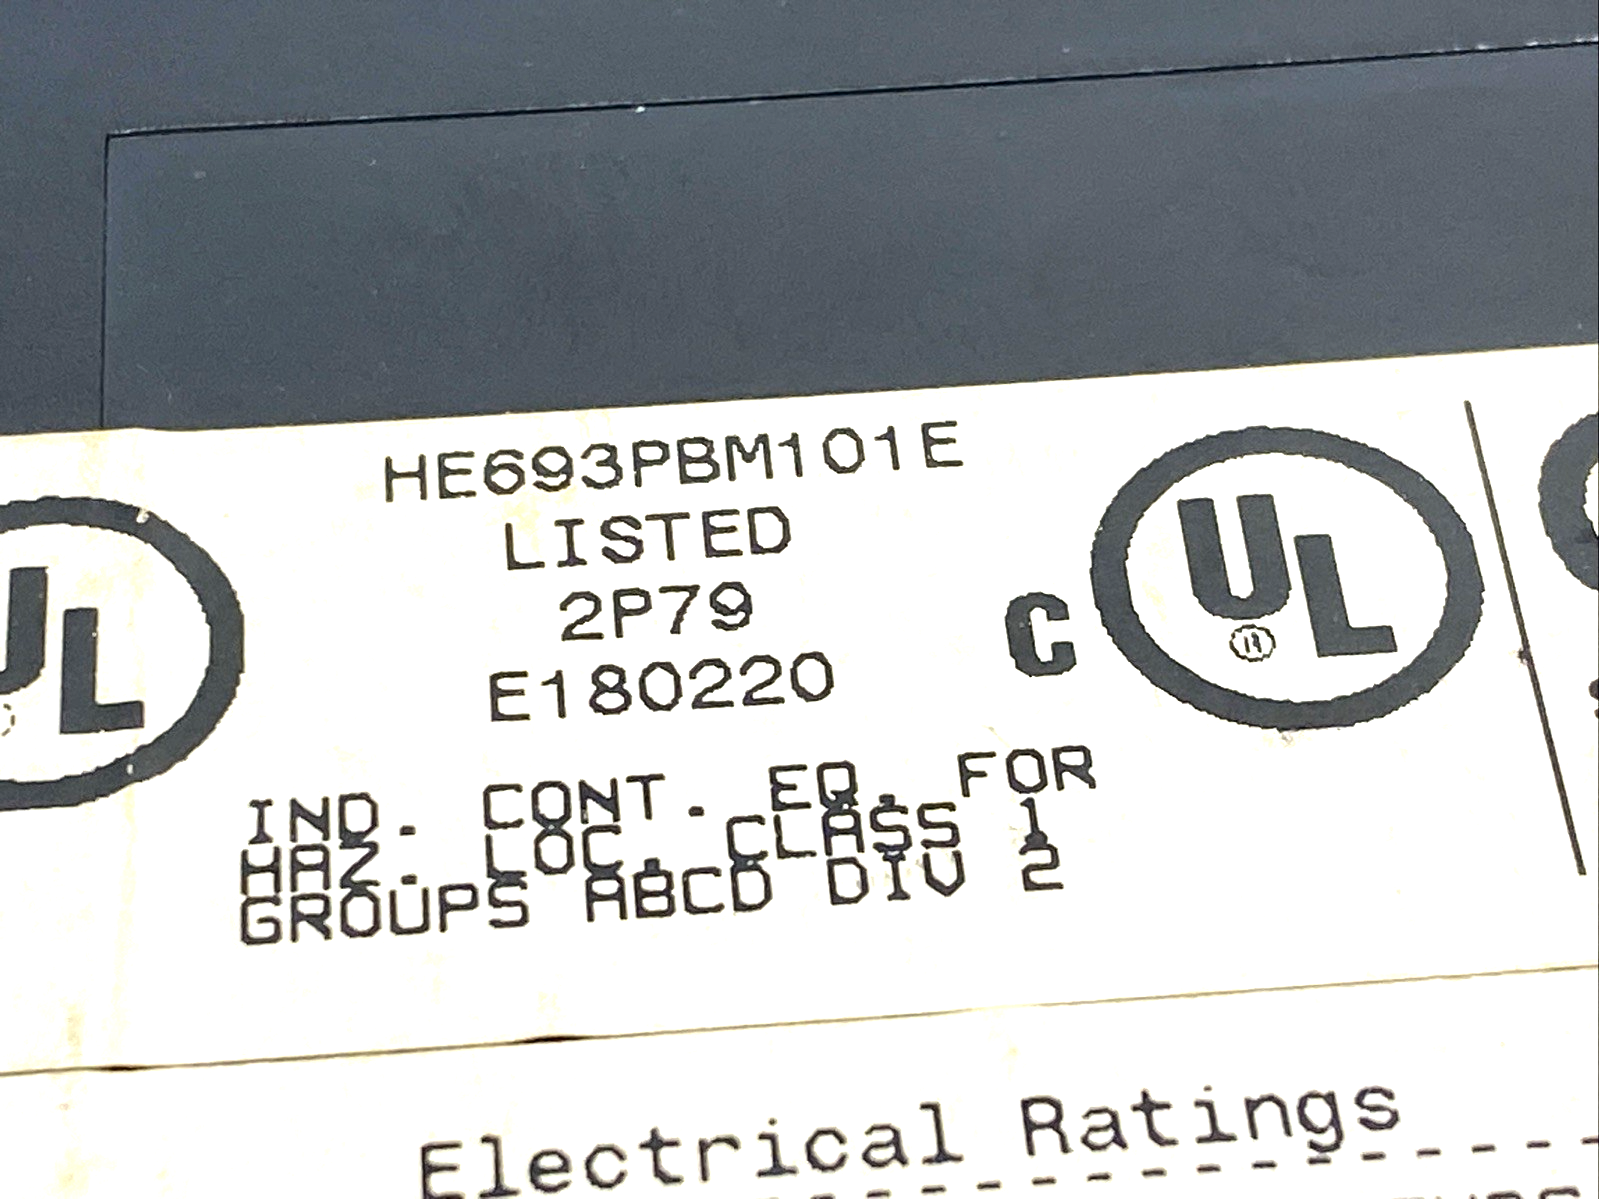 HE693PBM101E
LISTED
2P79
E180220
UL
C UL
IND. CONT. EQ. FOR
HAZ. LOC. CLASS 1
GROUPS ABCD DIV 2
Electrical Ratings